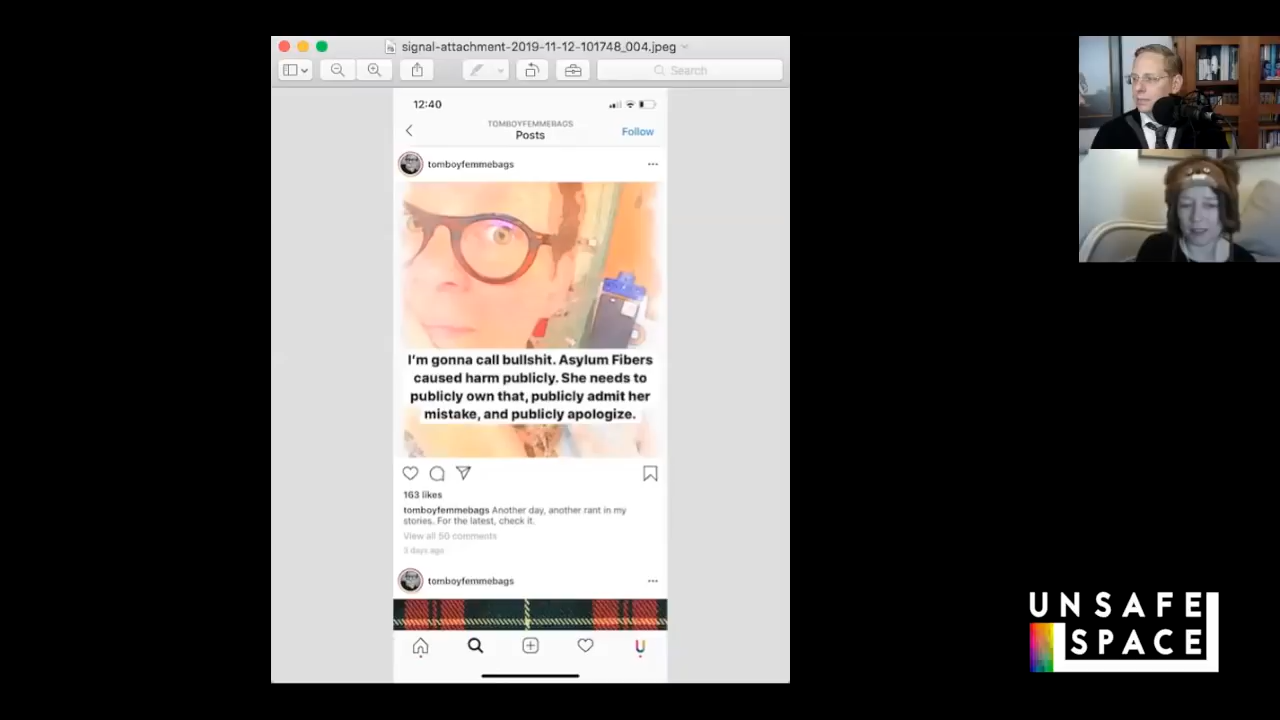 signal-attachment-2019-11-12-101748_004.jpeg
Search
12:40
TOMBOYFEMMEBAGS
Posts
Follow
tomboyfemmebags
I'm gonna call bullshit. Asylum Fibers
caused harm publicly. She needs to
publicly own that, publicly admit her
mistake, and publicly apologize.
163 likes
tomboyfemmebags Another day, another rant in my
stories. For the latest, check it.
View all 50 comments
3 days ago
tomboyfemmebags
UNSAFE
SPACE